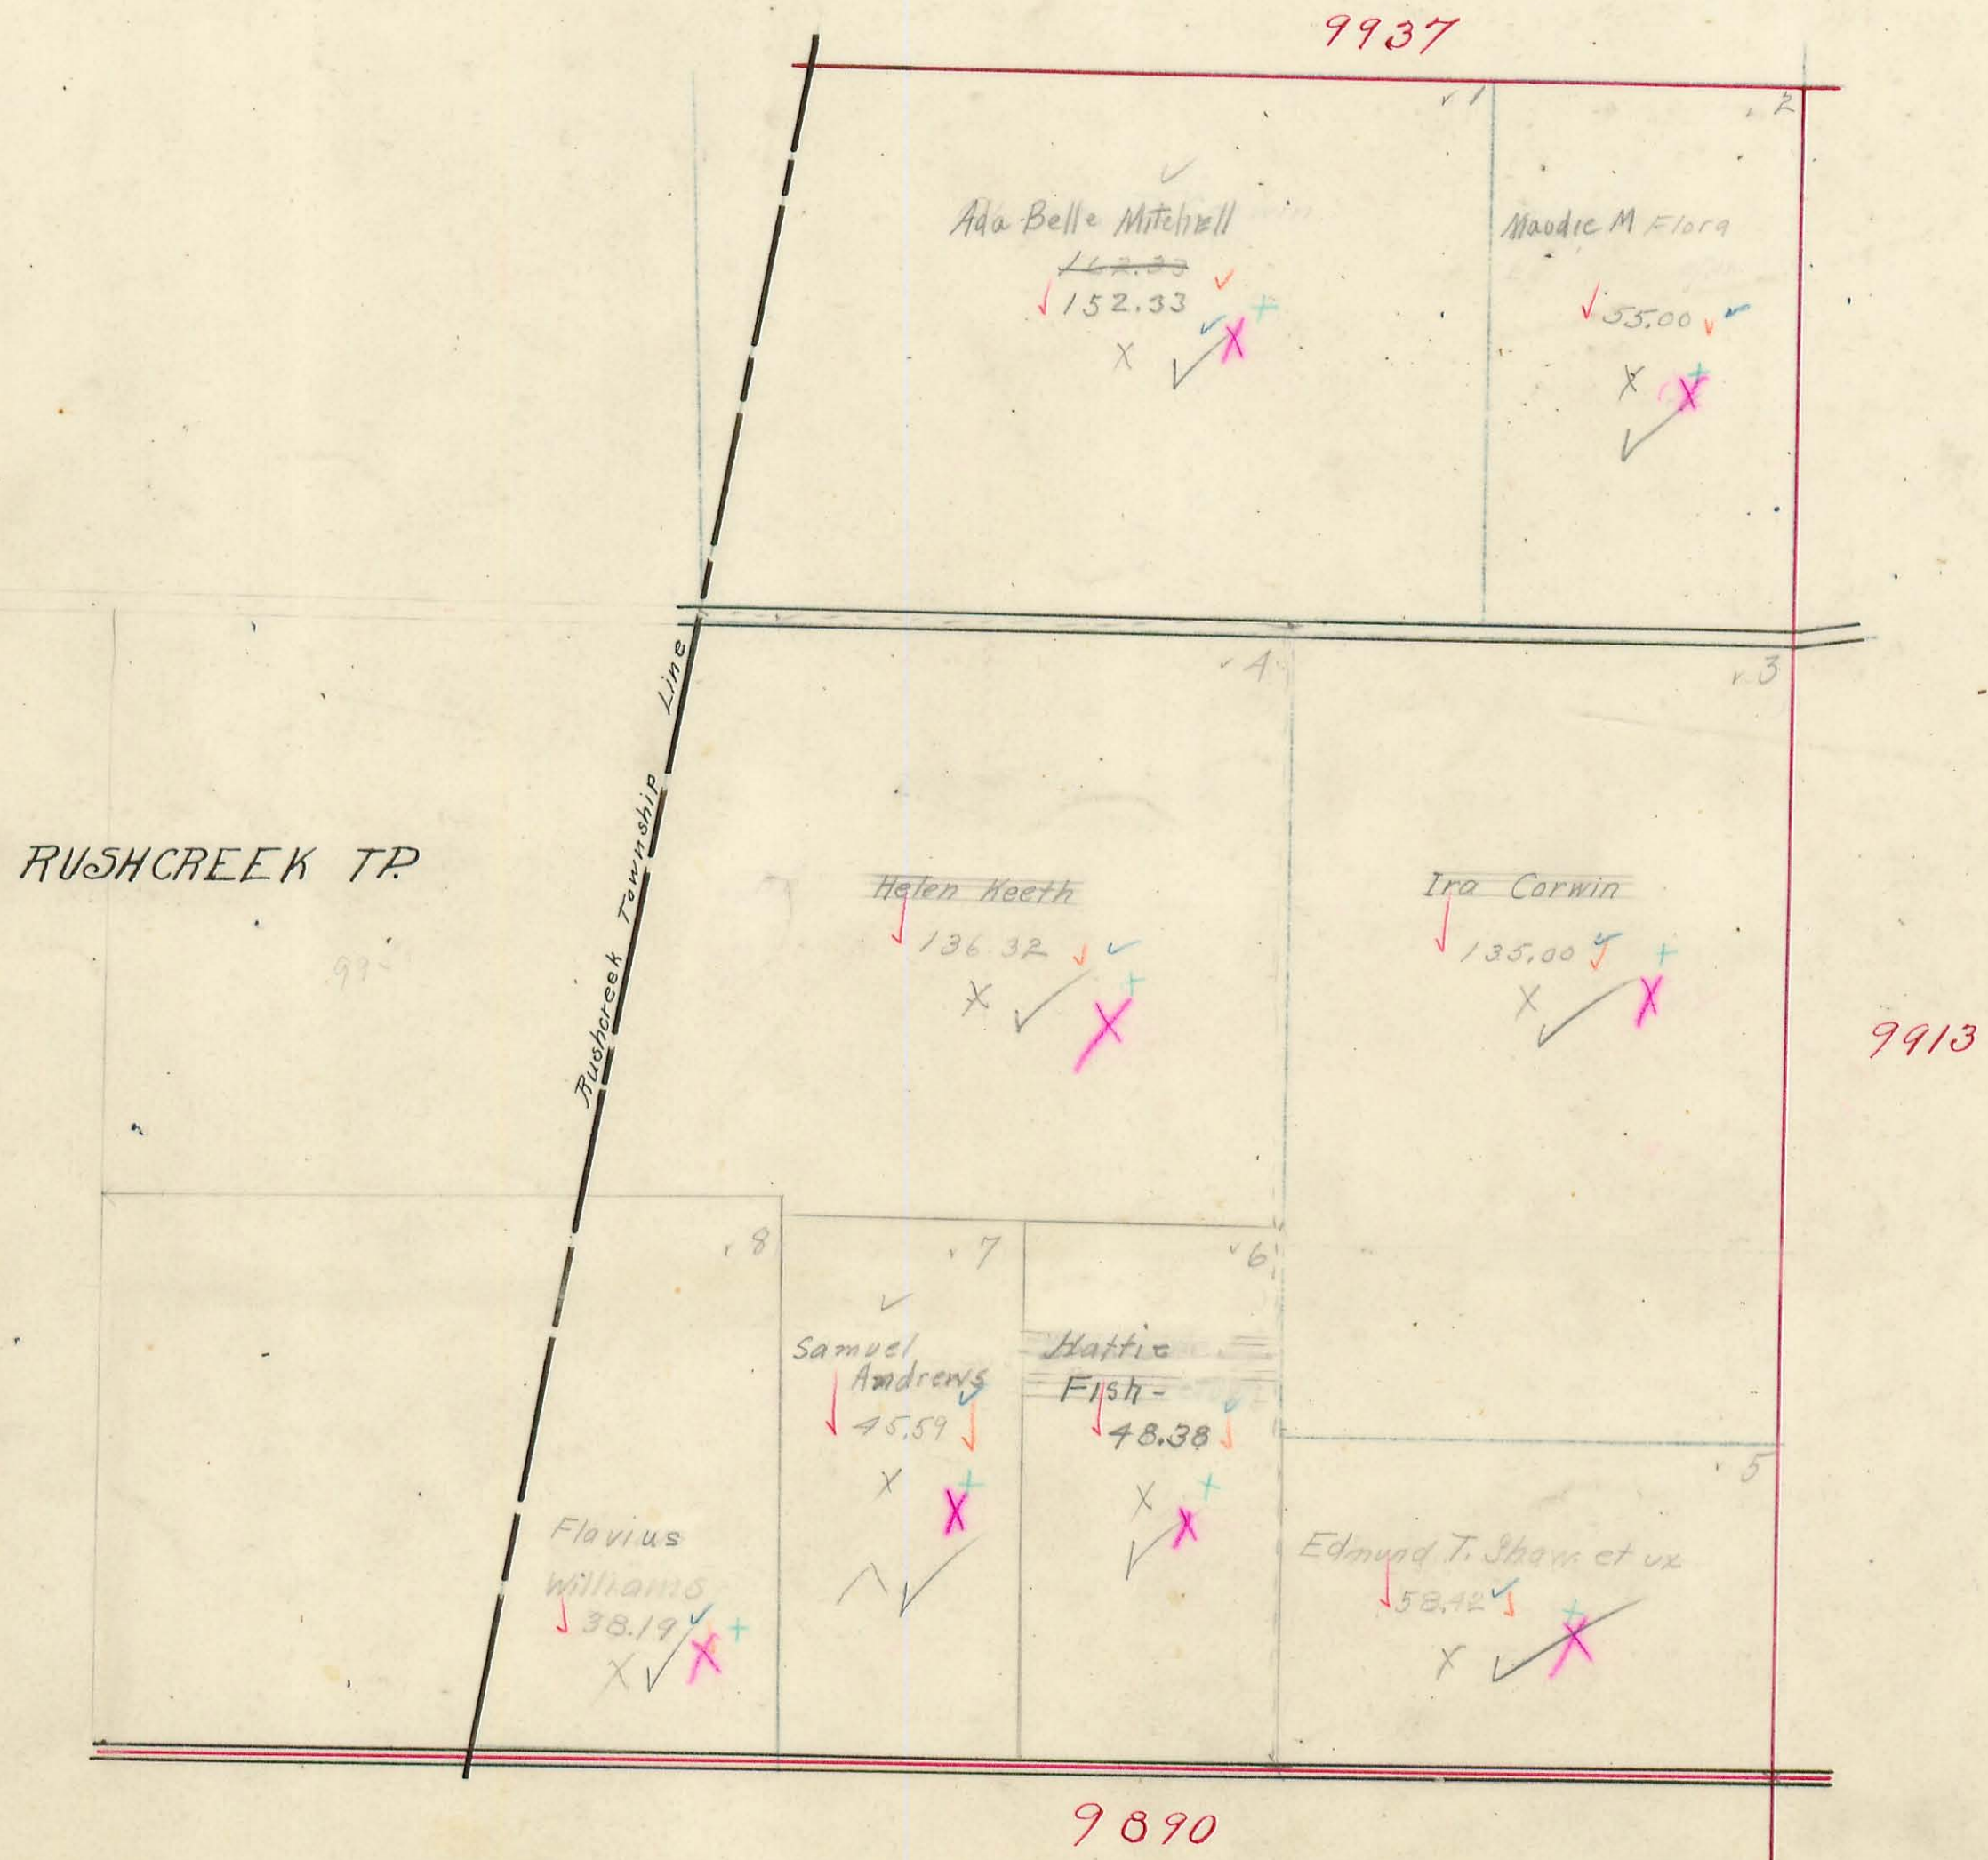 9937
1
2
Ada Belle Mitchell
162.33
152.33
Maudie M Flora
55.00
4
3
Rushcreek Township Line
RUSHCREEK TP.
Helen Keeth
136.32
Ira Corwin
135.00
9913
8
7
6
Samuel
Andrews
45.59
Hattie
Fish-
48.38
5
Flavius
Williams
38.19
Edmund T. Shaw et ux
58.42
9890